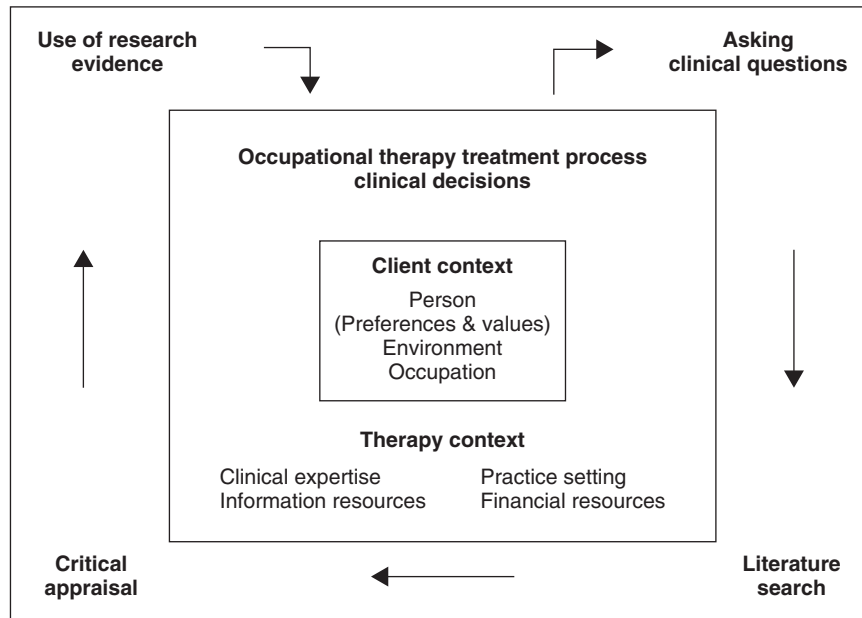 Use of research
evidence
Asking
clinical questions
Occupational therapy treatment process
clinical decisions
Client context
Person
(Preferences & values)
Environment
Occupation
Therapy context
Clinical expertise
Information resources
Practice setting
Financial resources
Critical
appraisal
Literature
search